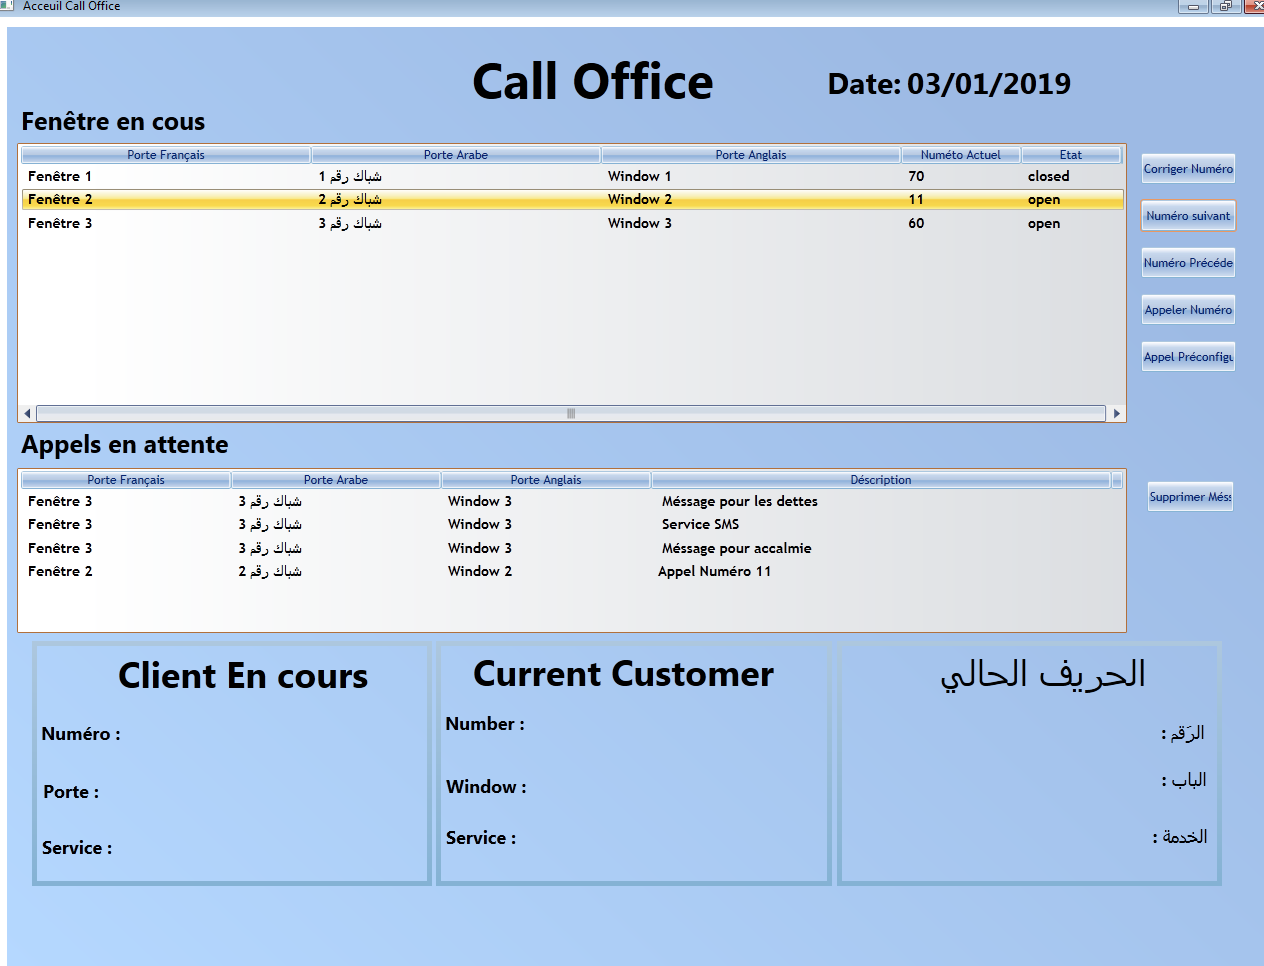 Acceuil Call Office
Call Office
Date: 03/01/2019
Fenêtre en cous
Porte Français Porte Arabe Porte Anglais Numéto Actuel Etat
Fenêtre 1 شباك رقم 1 Window 1 70 closed
Fenêtre 2 شباك رقم 2 Window 2 11 open
Fenêtre 3 شباك رقم 3 Window 3 60 open
Corriger Numéro
Numéro suivant
Numéro Précéde
Appeler Numéro
Appel Préconfigu
Appels en attente
Porte Français Porte Arabe Porte Anglais Déscription
Fenêtre 3 شباك رقم 3 Window 3 Méssage pour les dettes
Fenêtre 3 شباك رقم 3 Window 3 Service SMS
Fenêtre 3 شباك رقم 3 Window 3 Méssage pour accalmie
Fenêtre 2 شباك رقم 2 Window 2 Appel Numéro 11
Supprimer Méss
Client En cours
Numéro :
Porte :
Service :
Current Customer
Number :
Window :
Service :
الحريف الحالي
الرَقم :
الباب :
الخدمة :